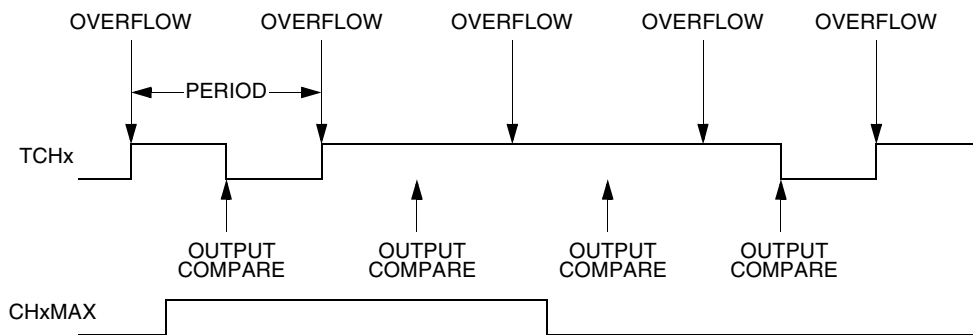 OVERFLOW OVERFLOW OVERFLOW OVERFLOW OVERFLOW
PERIOD
TCHx
OUTPUT COMPARE
OUTPUT COMPARE
OUTPUT COMPARE
OUTPUT COMPARE
CHxMAX